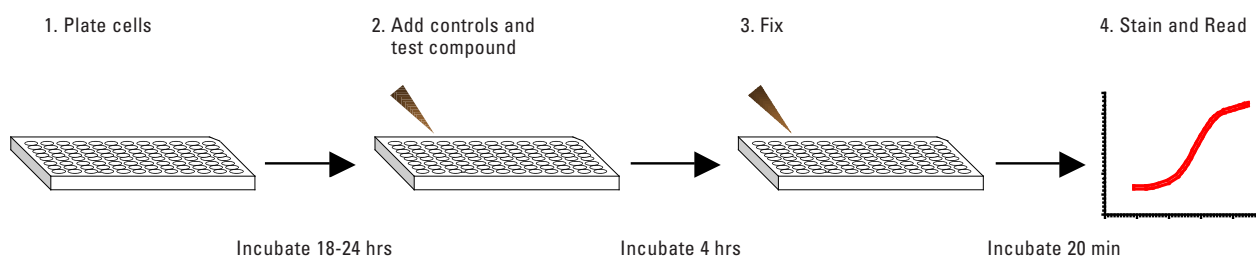 1. Plate cells
2. Add controls and
test compound
3. Fix
4. Stain and Read
Incubate 18-24 hrs
Incubate 4 hrs
Incubate 20 min